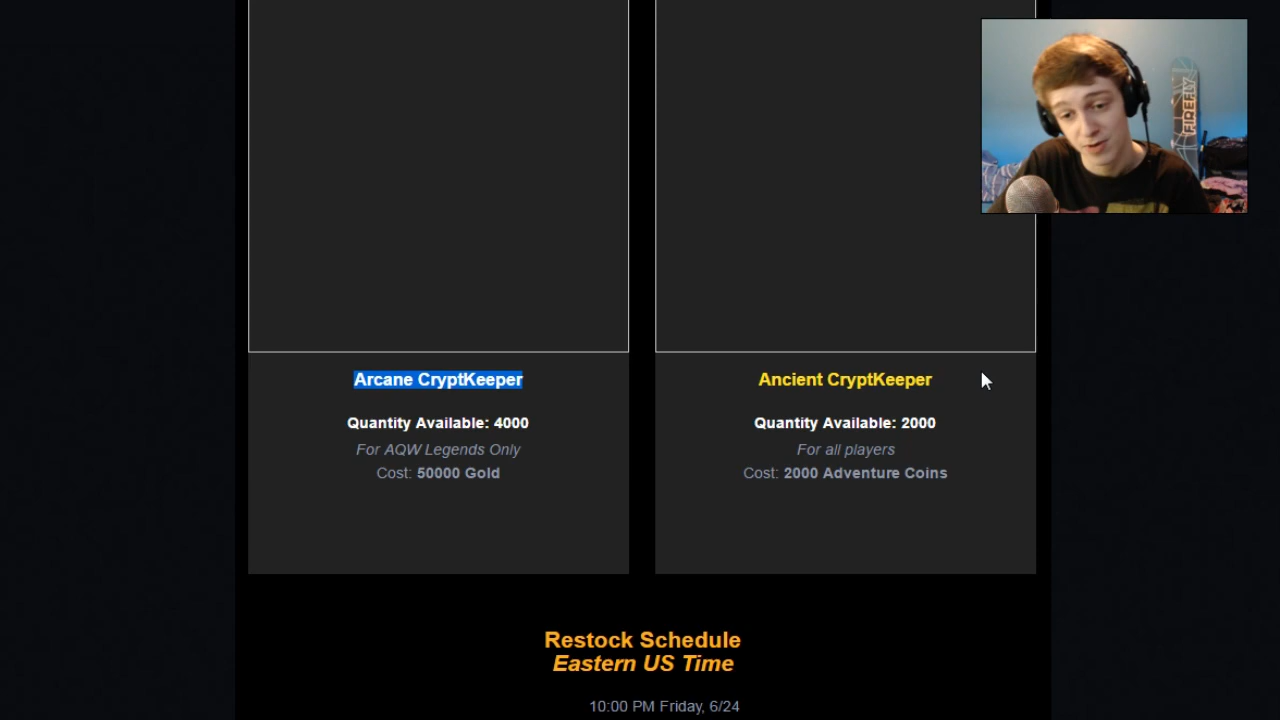 FIREFLY
Arcane CryptKeeper
Quantity Available: 4000
For AQW Legends Only
Cost: 50000 Gold
Ancient CryptKeeper
Quantity Available: 2000
For all players
Cost: 2000 Adventure Coins
Restock Schedule
Eastern US Time
10:00 PM Friday, 6/24